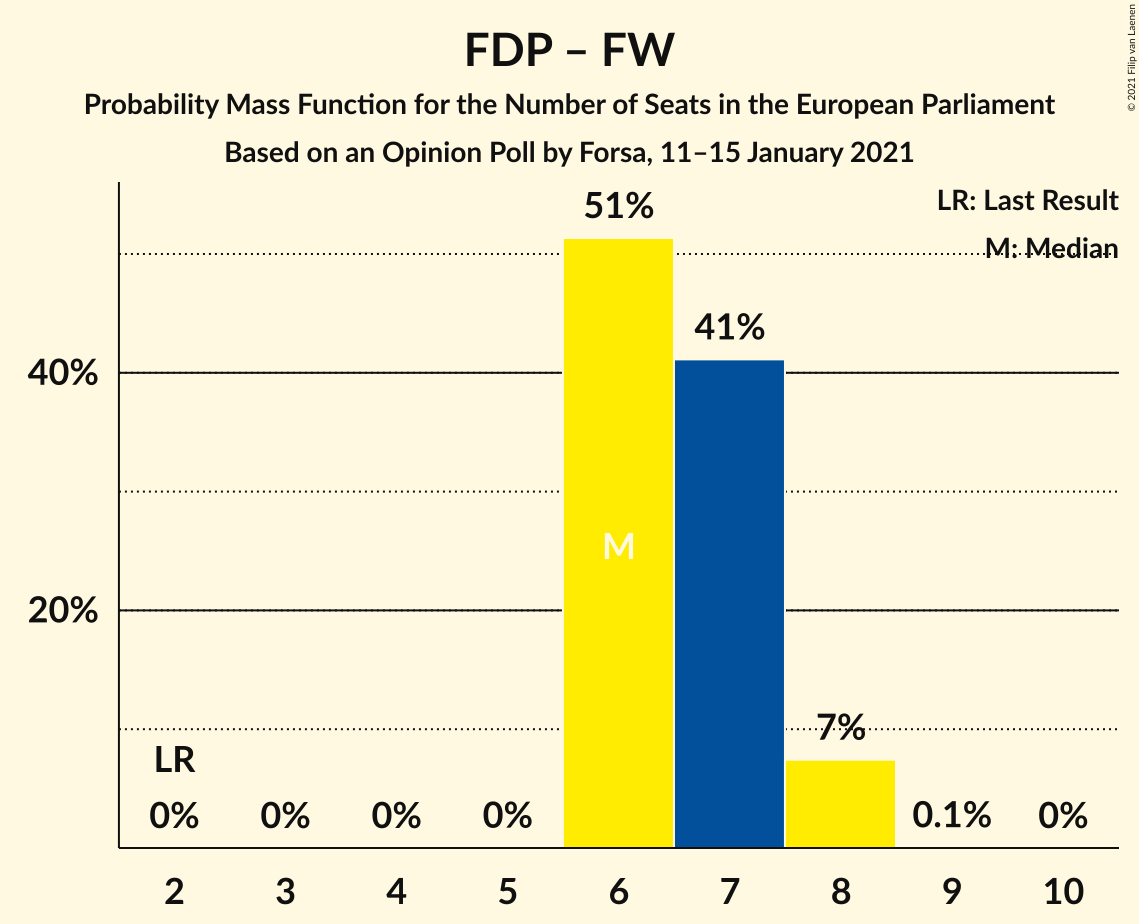 FDP – FW
Probability Mass Function for the Number of Seats in the European Parliament
Based on an Opinion Poll by Forsa, 11–15 January 2021
© 2021 Filip van Laenen
LR: Last Result
M: Median
51%
41%
40%
M
20%
7%
LR
0% 0% 0% 0% 0.1% 0%
2 3 4 5 6 7 8 9 10